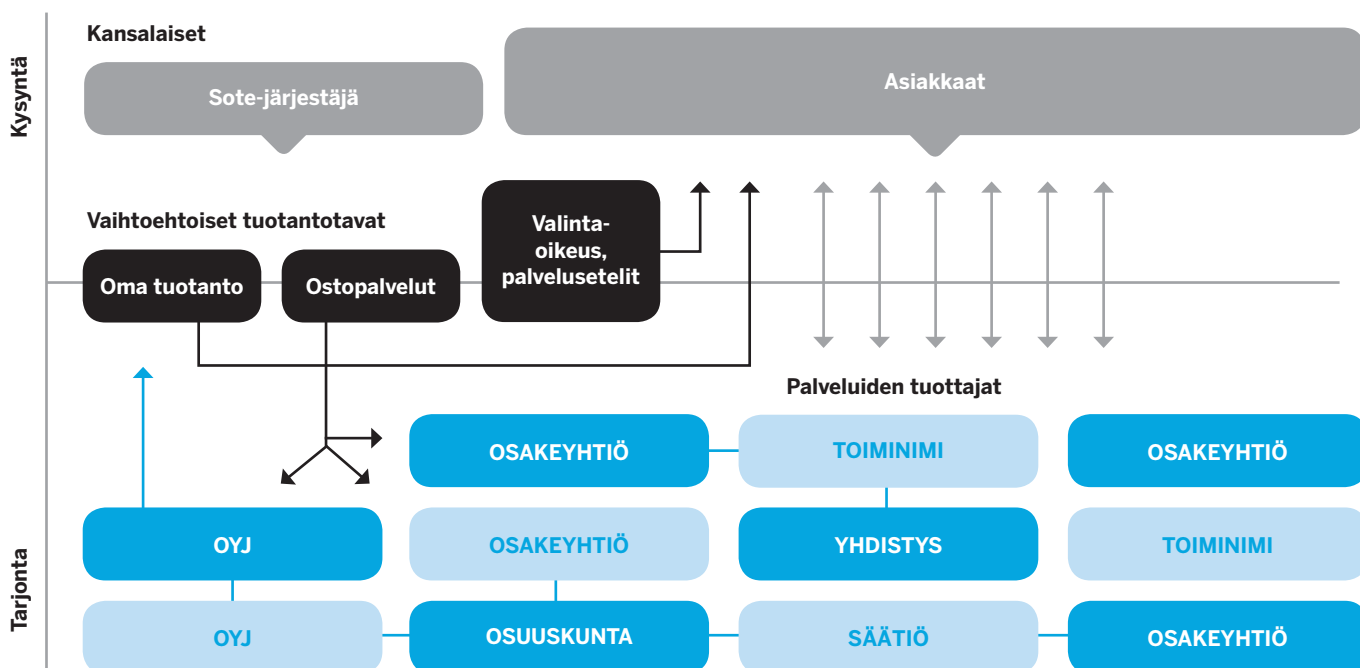 Kysyntä
Kansalaiset
Sote-järjestäjä
Asiakkaat
Vaihtoehtoiset tuotantotavat
Oma tuotanto
Ostopalvelut
Valinta-
oikeus,
palvelusetelit
Palveluiden tuottajat
Tarjonta
OSAKEYHTIÖ
TOIMINIMI
OSAKEYHTIÖ
OYJ
OSAKEYHTIÖ
YHDISTYS
TOIMINIMI
OYJ
OSUUSKUNTA
SÄÄTIÖ
OSAKEYHTIÖ